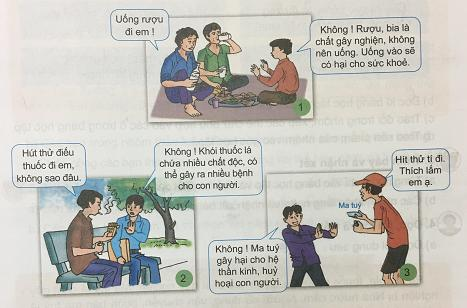 Uống rượu
đi em !
Không ! Rượu, bia là
chất gây nghiện, không
nên uống. Uống vào sẽ
có hại cho sức khoẻ.
1
Hút thử điếu
thuốc đi em,
không sao đâu.
Không ! Khói thuốc lá
chứa nhiều chất độc, có
thể gây ra nhiều bệnh
cho con người.
2
Hít thử tí đi.
Thích lắm
em ạ.
Ma tuý
Không ! Ma tuý
gây hại cho hệ
thần kinh, huỷ
hoại con người.
3